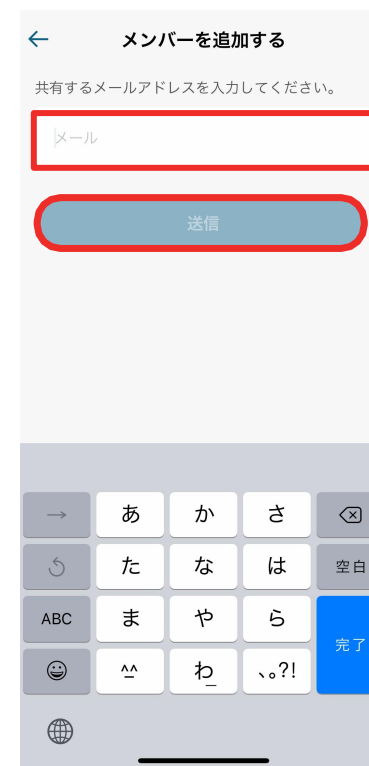 ← メンバーを追加する
共有するメールアドレスを入力してください。
メール
送信
→ あ か さ
た な は 空白
ABC ま や ら
^^ わ_ 、。?! 完了